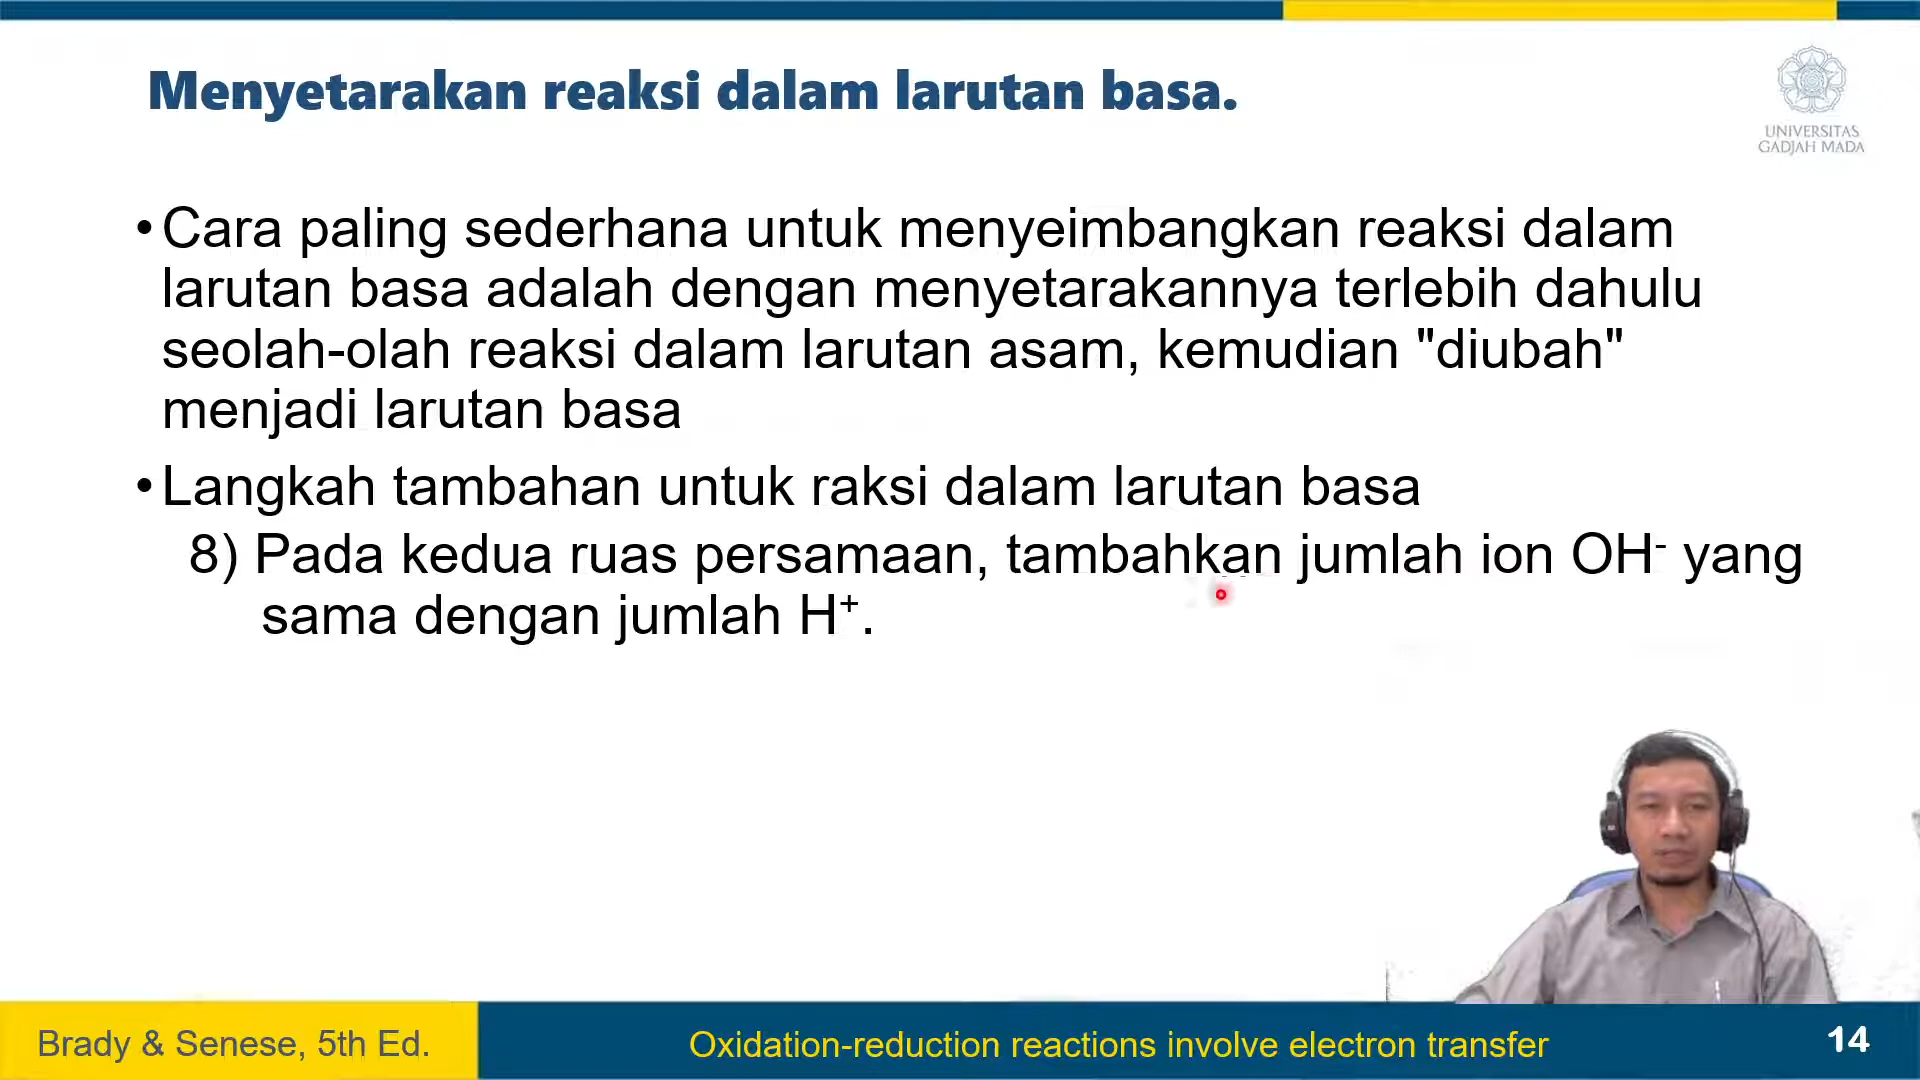 Menyetarakan reaksi dalam larutan basa.
UNIVERSITAS
GADJAH MADA
•Cara paling sederhana untuk menyeimbangkan reaksi dalam
larutan basa adalah dengan menyetarakannya terlebih dahulu
seolah-olah reaksi dalam larutan asam, kemudian "diubah"
menjadi larutan basa
•Langkah tambahan untuk raksi dalam larutan basa
8) Pada kedua ruas persamaan, tambahkan jumlah ion OH⁻ yang
sama dengan jumlah H⁺.
Brady & Senese, 5th Ed.
Oxidation-reduction reactions involve electron transfer
14